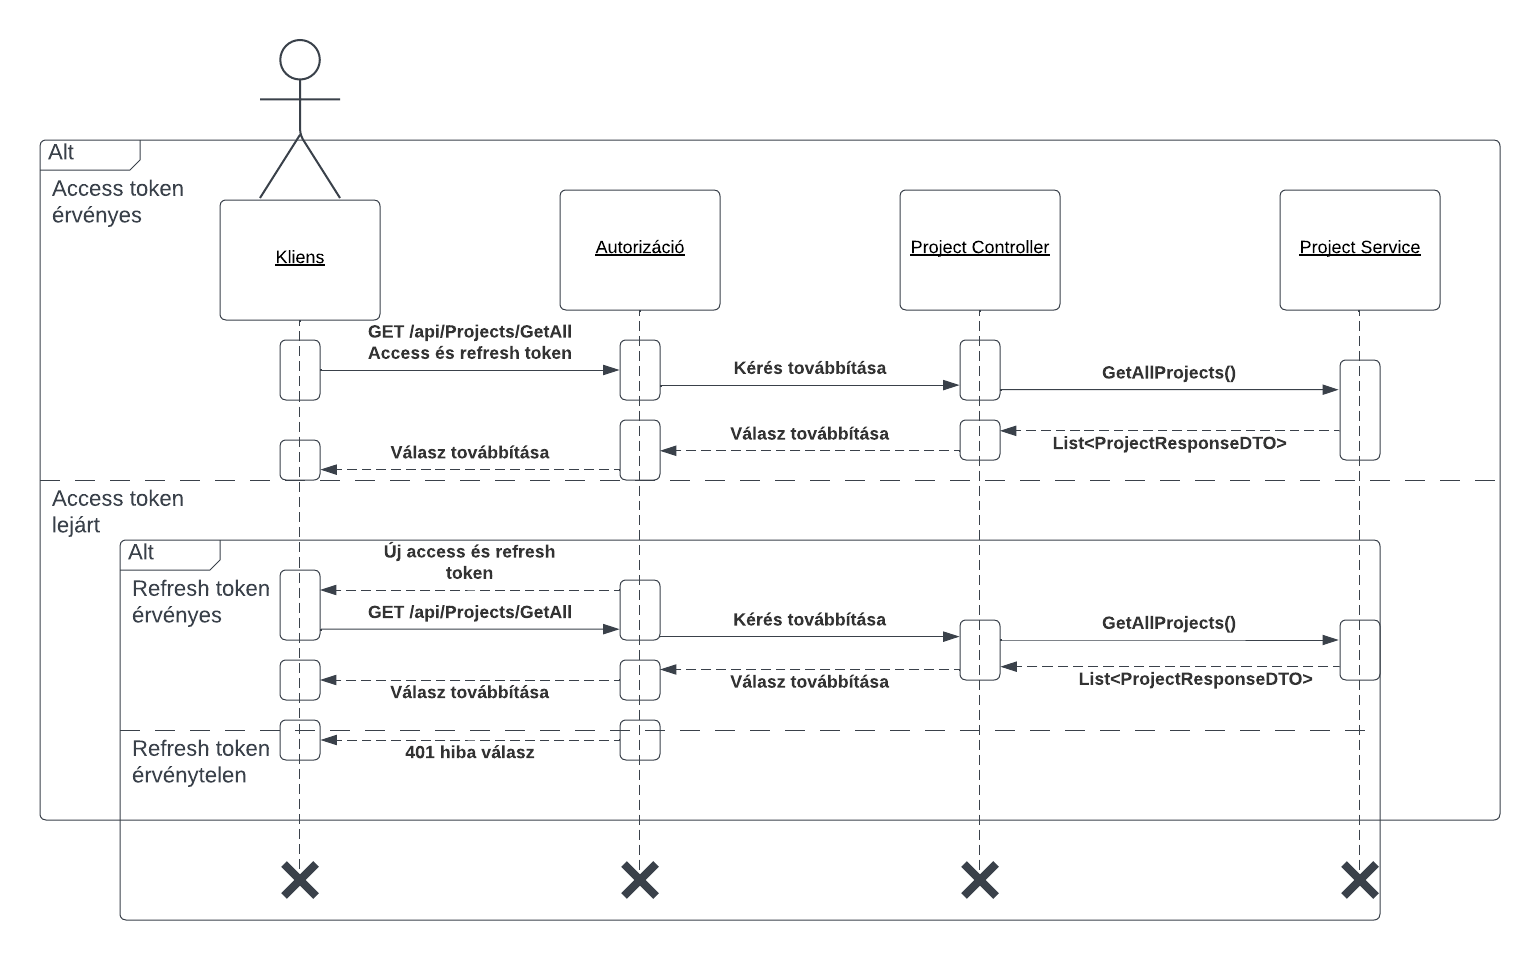 Alt
Access token
érvényes
Kliens
Autorizáció
Project Controller
Project Service
GET /api/Projects/GetAll
Access és refresh token
Kérés továbbítása
GetAllProjects()
List<ProjectResponseDTO>
Válasz továbbítása
Válasz továbbítása
Access token
lejárt
Alt
Refresh token
érvényes
Új access és refresh
token
GET /api/Projects/GetAll
Kérés továbbítása
GetAllProjects()
List<ProjectResponseDTO>
Válasz továbbítása
Válasz továbbítása
Refresh token
érvénytelen
401 hiba válasz